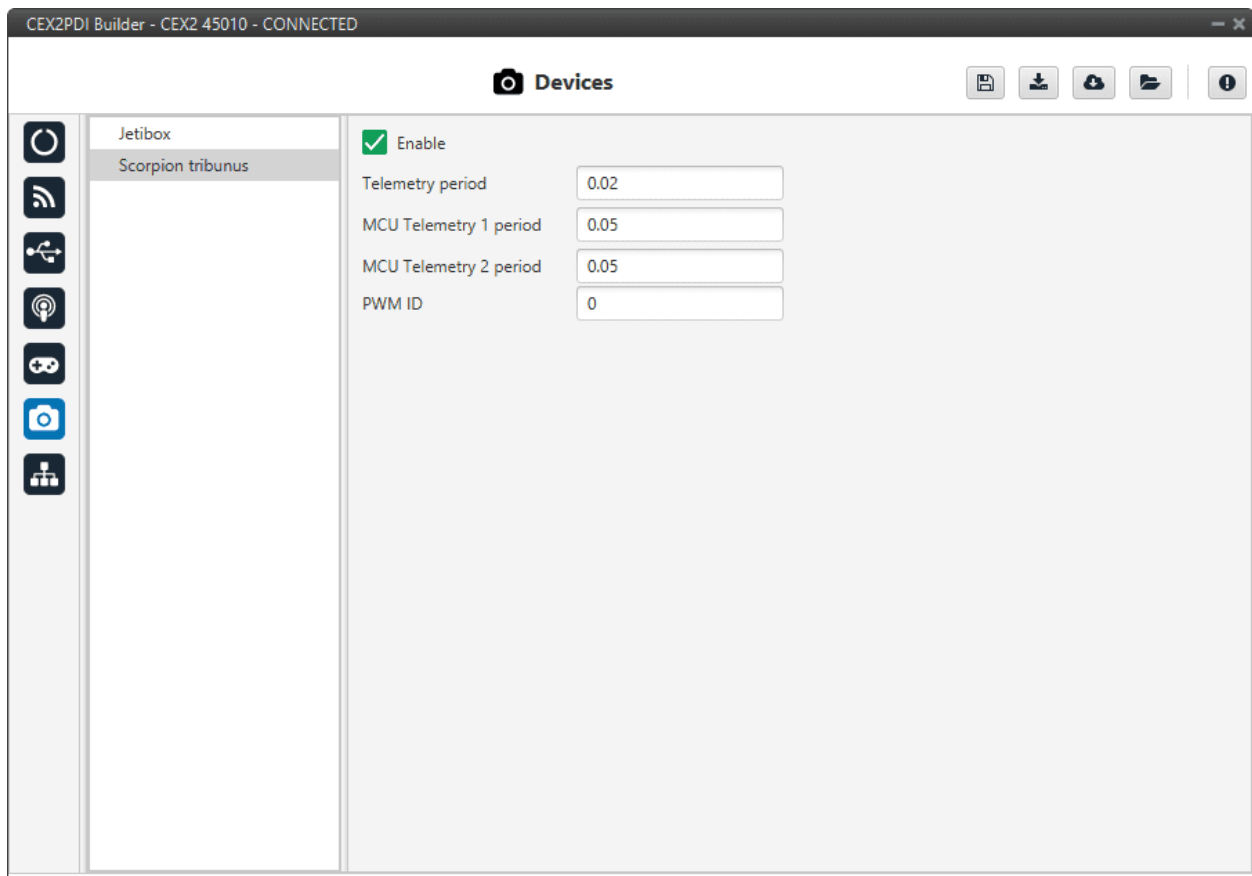 CEX2PDI Builder - CEX2 45010 - CONNECTED
Devices
Jetibox
Scorpion tribunus
Enable
Telemetry period 0.02
MCU Telemetry 1 period 0.05
MCU Telemetry 2 period 0.05
PWM ID 0